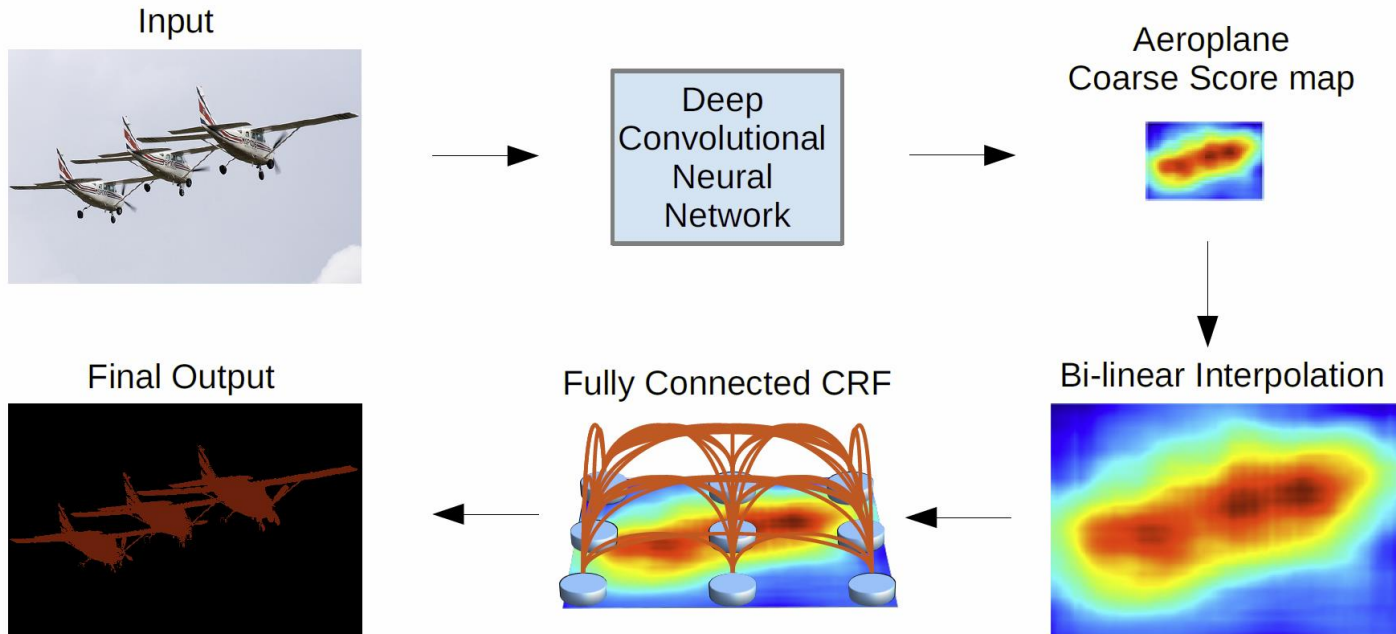 Input
Deep
Convolutional
Neural
Network
Aeroplane
Coarse Score map
Bi-linear Interpolation
Fully Connected CRF
Final Output